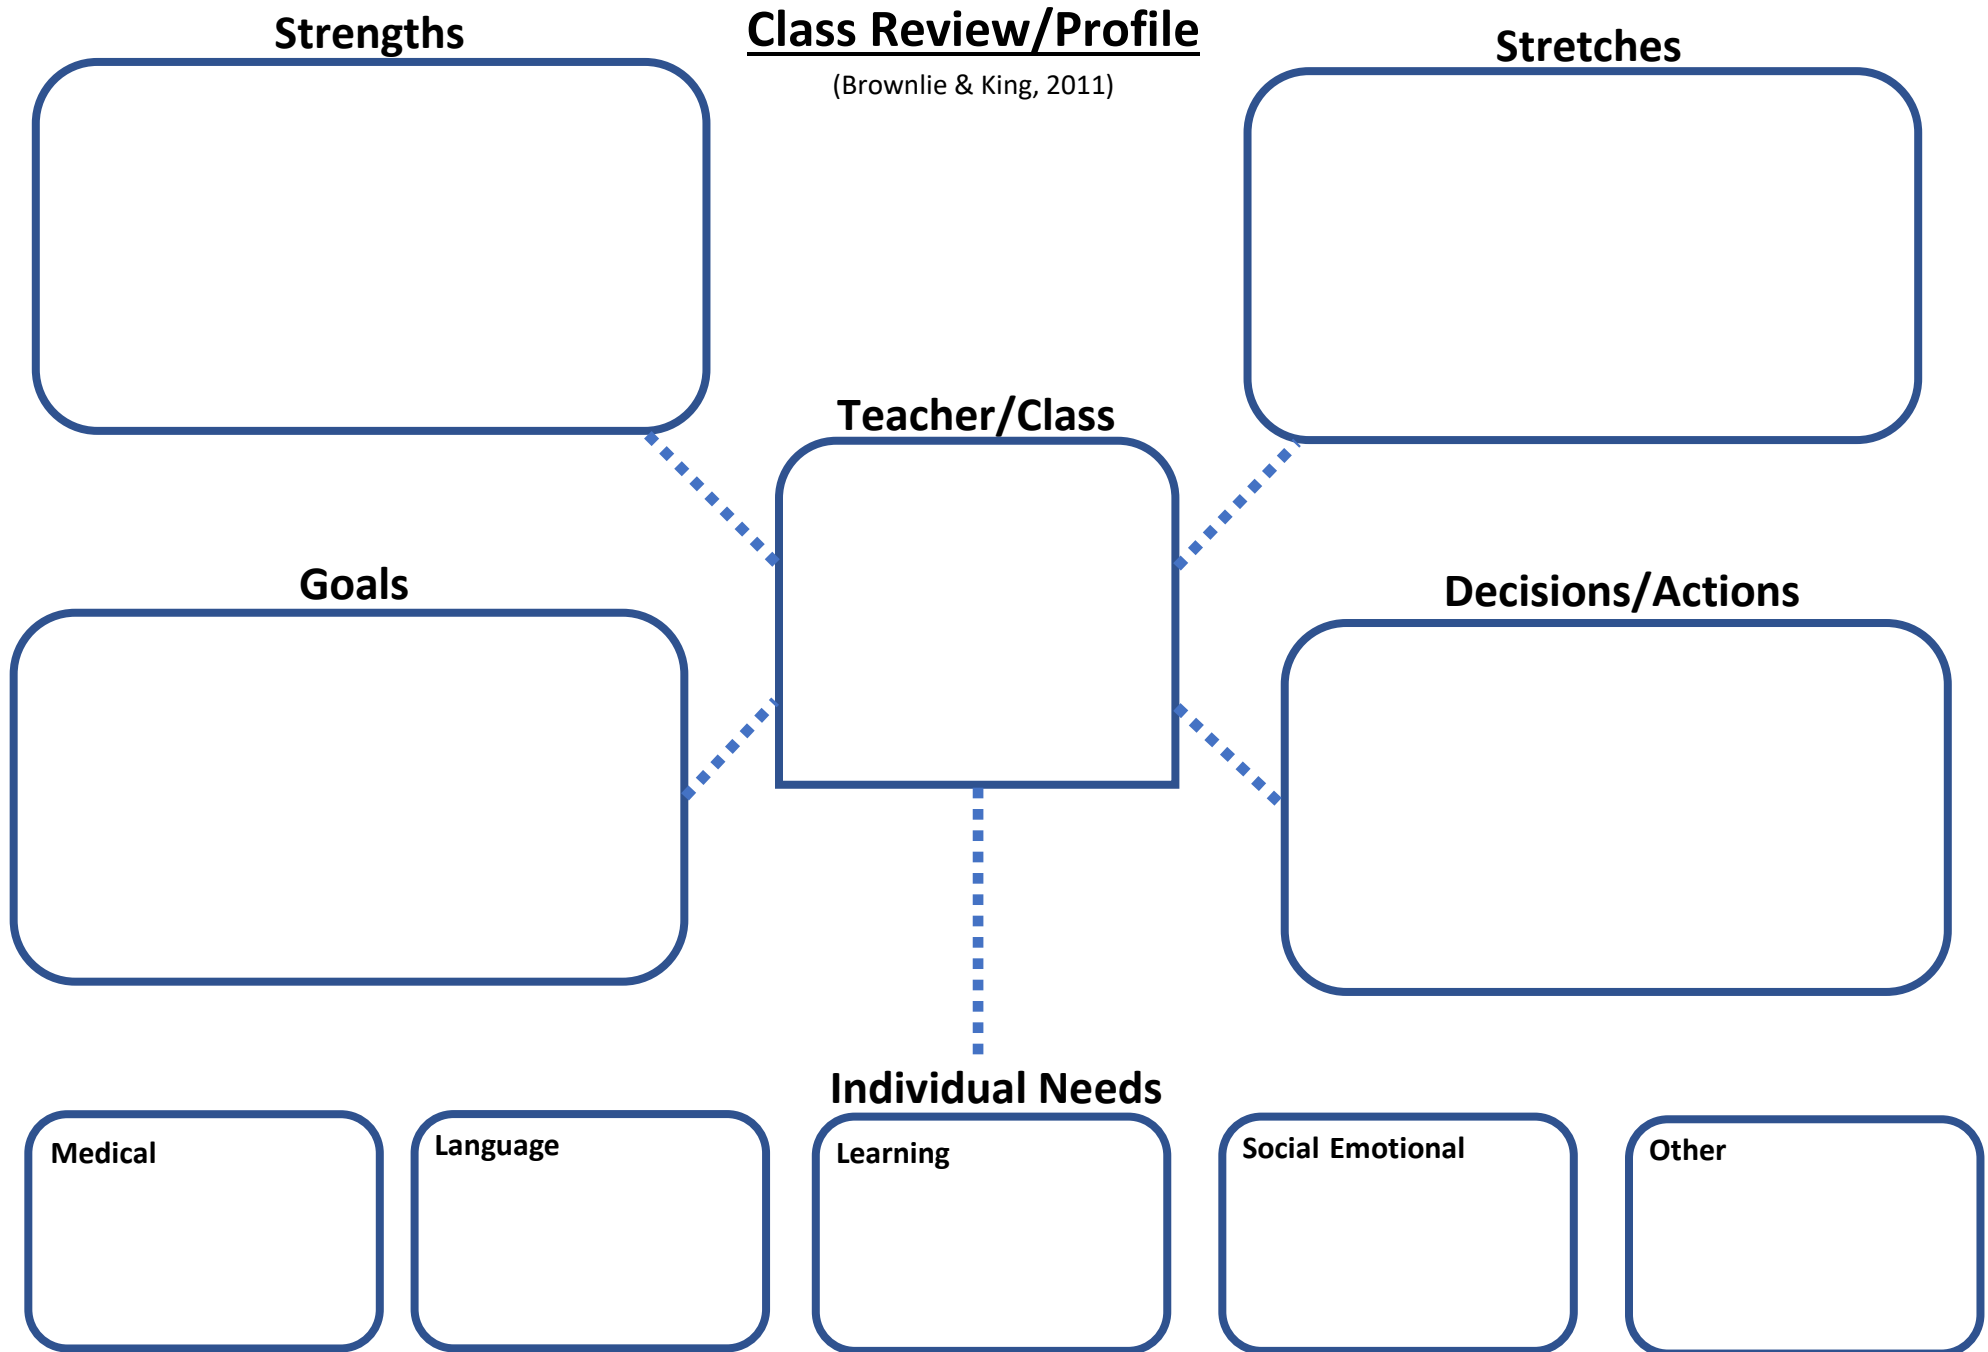 Class Review/Profile
(Brownlie & King, 2011)
Strengths
Stretches
Teacher/Class
Goals
Decisions/Actions
Individual Needs
Medical
Language
Learning
Social Emotional
Other